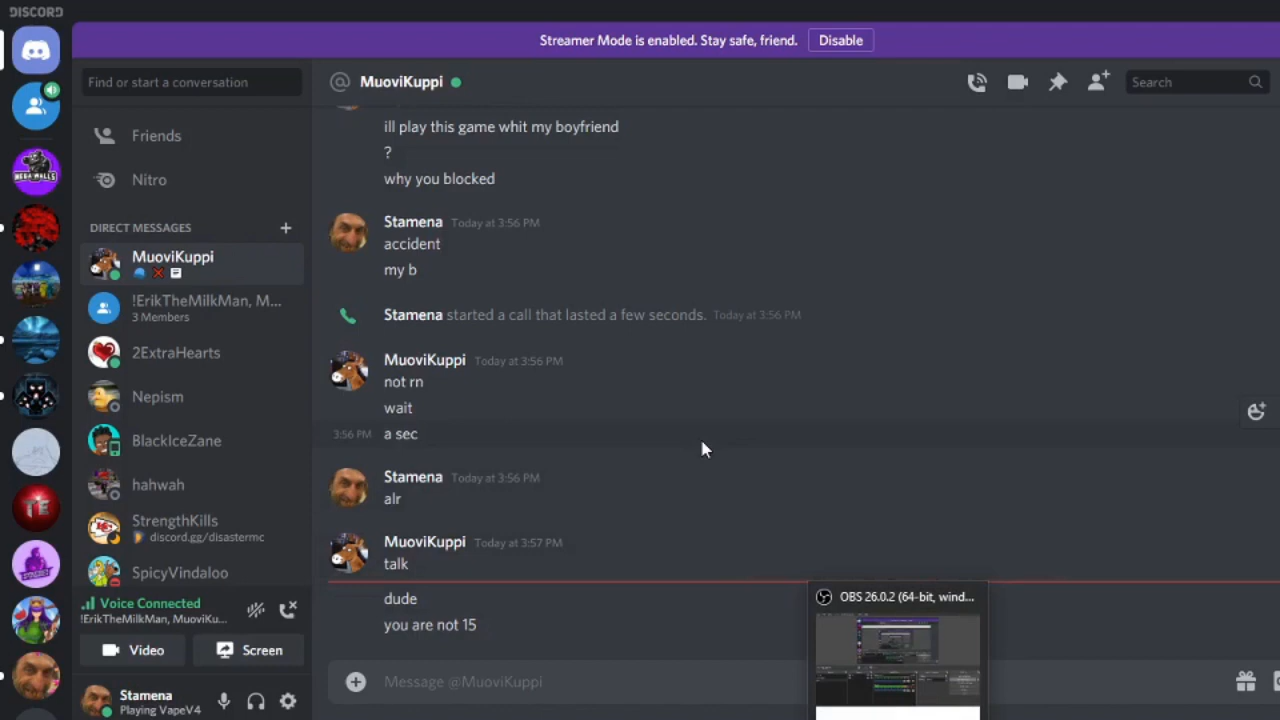 DISCORD
Streamer Mode is enabled. Stay safe, friend. Disable
Find or start a conversation
MuoviKuppi
Search
Friends
Nitro
DIRECT MESSAGES
MuoviKuppi
!ErikTheMilkMan, M...
3 Members
2ExtraHearts
Nepism
BlackIceZane
hahwah
StrengthKills
discord.gg/disastermc
SpicyVindaloo
Voice Connected
!ErikTheMilkMan, MuoviKu...
Video
Screen
Stamena
Playing VapeV4
MEGA WALLS
TE
ill play this game whit my boyfriend
?
why you blocked
Stamena Today at 3:56 PM
accident
my b
Stamena started a call that lasted a few seconds. Today at 3:56 PM
MuoviKuppi Today at 3:56 PM
not rn
wait
3:56 PM a sec
Stamena Today at 3:56 PM
alr
MuoviKuppi Today at 3:57 PM
talk
dude
you are not 15
Message @MuoviKuppi
OBS 26.0.2 (64-bit, wind...